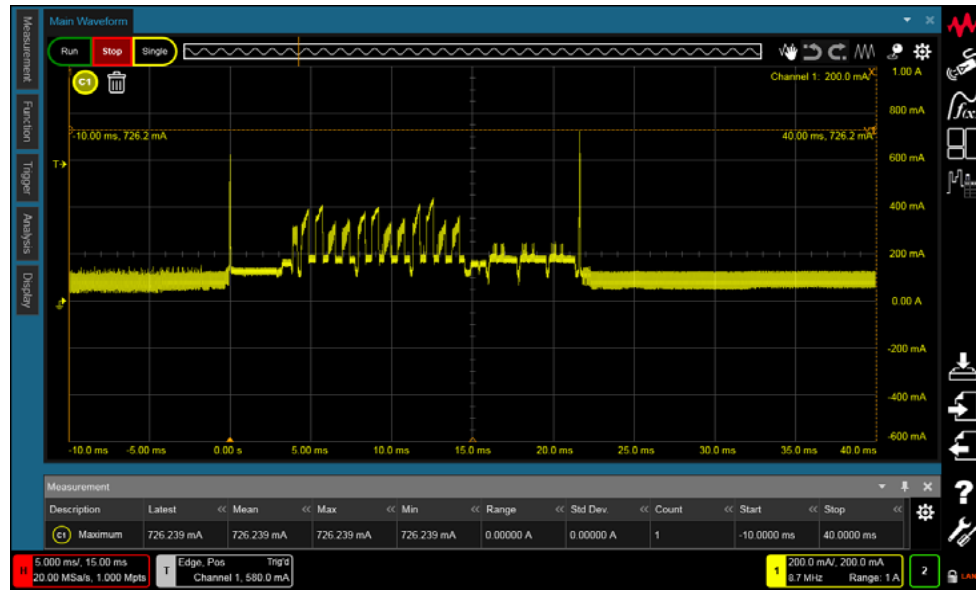 Main Waveform
Run Stop Single
C1
Channel 1: 200.0 mA
X
-10.00 ms, 726.2 mA
40.00 ms, 726.2 mA
T
1.00 A
800 mA
600 mA
400 mA
200 mA
0.00 A
-200 mA
-400 mA
-600 mA
-10.0 ms -5.00 ms 0.00 s 5.00 ms 10.0 ms 15.0 ms 20.0 ms 25.0 ms 30.0 ms 35.0 ms 40.0 ms
Measurement
Function
Trigger
Analysis
Display
Measurement
Description Latest Mean Max Min Range Std Dev. Count Start Stop
C1 Maximum 726.239 mA 726.239 mA 726.239 mA 726.239 mA 0.00000 A 0.00000 A 1 -10.0000 ms 40.0000 ms
H 5.000 ms/, 15.00 ms
20.00 MSa/s, 1.000 Mpts
T Edge, Pos Trig'd
Channel 1, 580.0 mA
1 200.0 mA/, 200.0 mA
8.7 MHz Range: 1 A
2
LAN
f(x)
?